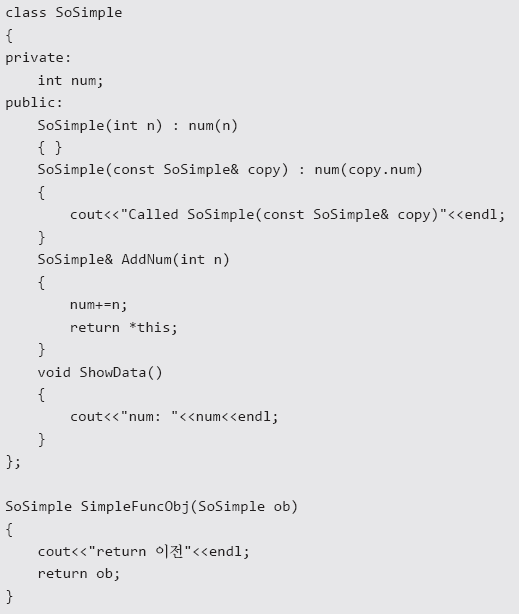 class SoSimple
{
private:
    int num;
public:
    SoSimple(int n) : num(n)
    { }
    SoSimple(const SoSimple& copy) : num(copy.num)
    {
        cout<<"Called SoSimple(const SoSimple& copy)"<<endl;
    }
    SoSimple& AddNum(int n)
    {
        num+=n;
        return *this;
    }
    void ShowData()
    {
        cout<<"num: "<<num<<endl;
    }
};

SoSimple SimpleFuncObj(SoSimple ob)
{
    cout<<"return 이전"<<endl;
    return ob;
}